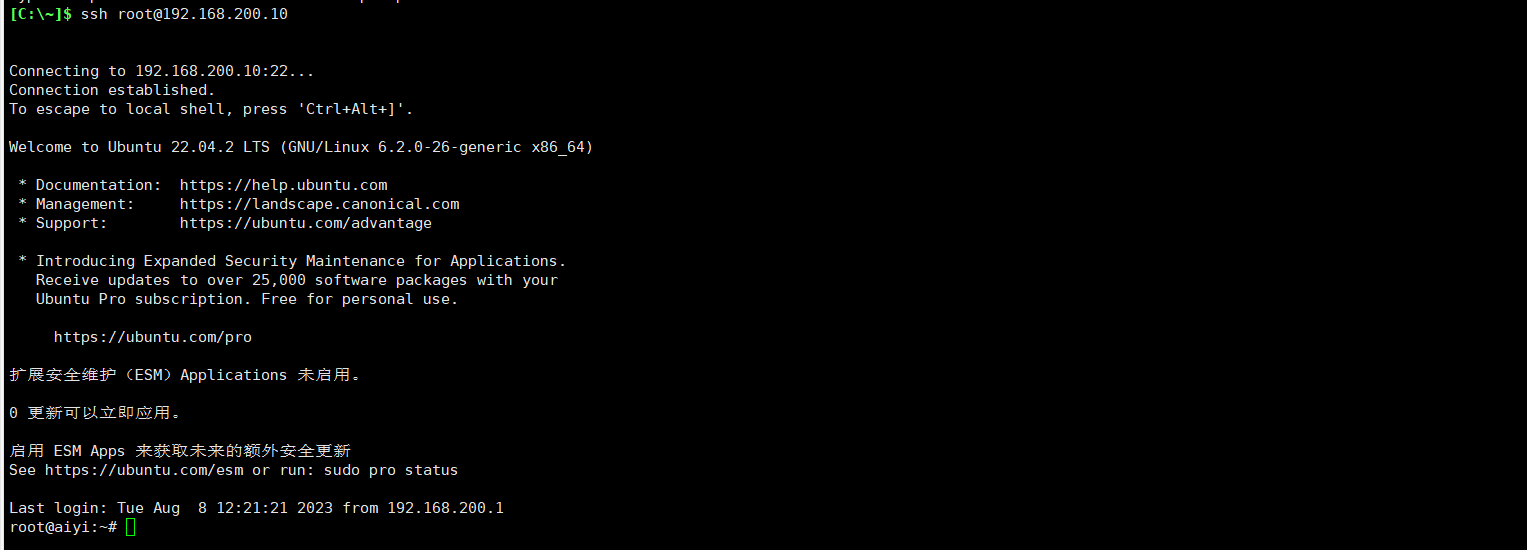 [C:\~]$ ssh root@192.168.200.10
Connecting to 192.168.200.10:22...
Connection established.
To escape to local shell, press 'Ctrl+Alt+]'.
Welcome to Ubuntu 22.04.2 LTS (GNU/Linux 6.2.0-26-generic x86_64)
* Documentation:  https://help.ubuntu.com
* Management:     https://landscape.canonical.com
* Support:        https://ubuntu.com/advantage
* Introducing Expanded Security Maintenance for Applications.
Receive updates to over 25,000 software packages with your
Ubuntu Pro subscription. Free for personal use.
https://ubuntu.com/pro
扩展安全维护（ESM）Applications 未启用。
0 更新可以立即应用。
启用 ESM Apps 来获取未来的额外安全更新
See https://ubuntu.com/esm or run: sudo pro status
Last login: Tue Aug  8 12:21:21 2023 from 192.168.200.1
root@aiyi:~#